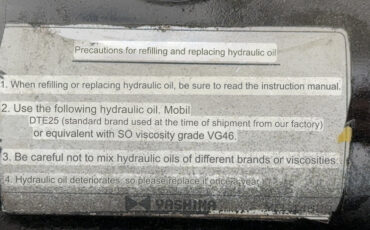 Precautions for refilling and replacing hydraulic oil
1. When refilling or replacing hydraulic oil, be sure to read the instruction manual.
2. Use the following hydraulic oil. Mobil
DTE25 (standard brand used at the time of shipment from our factory)
or equivalent with SO viscosity grade VG46.
3. Be careful not to mix hydraulic oils of different brands or viscosities.
4. Hydraulic oil deteriorates, so please replace it once a year.
YASHIMA